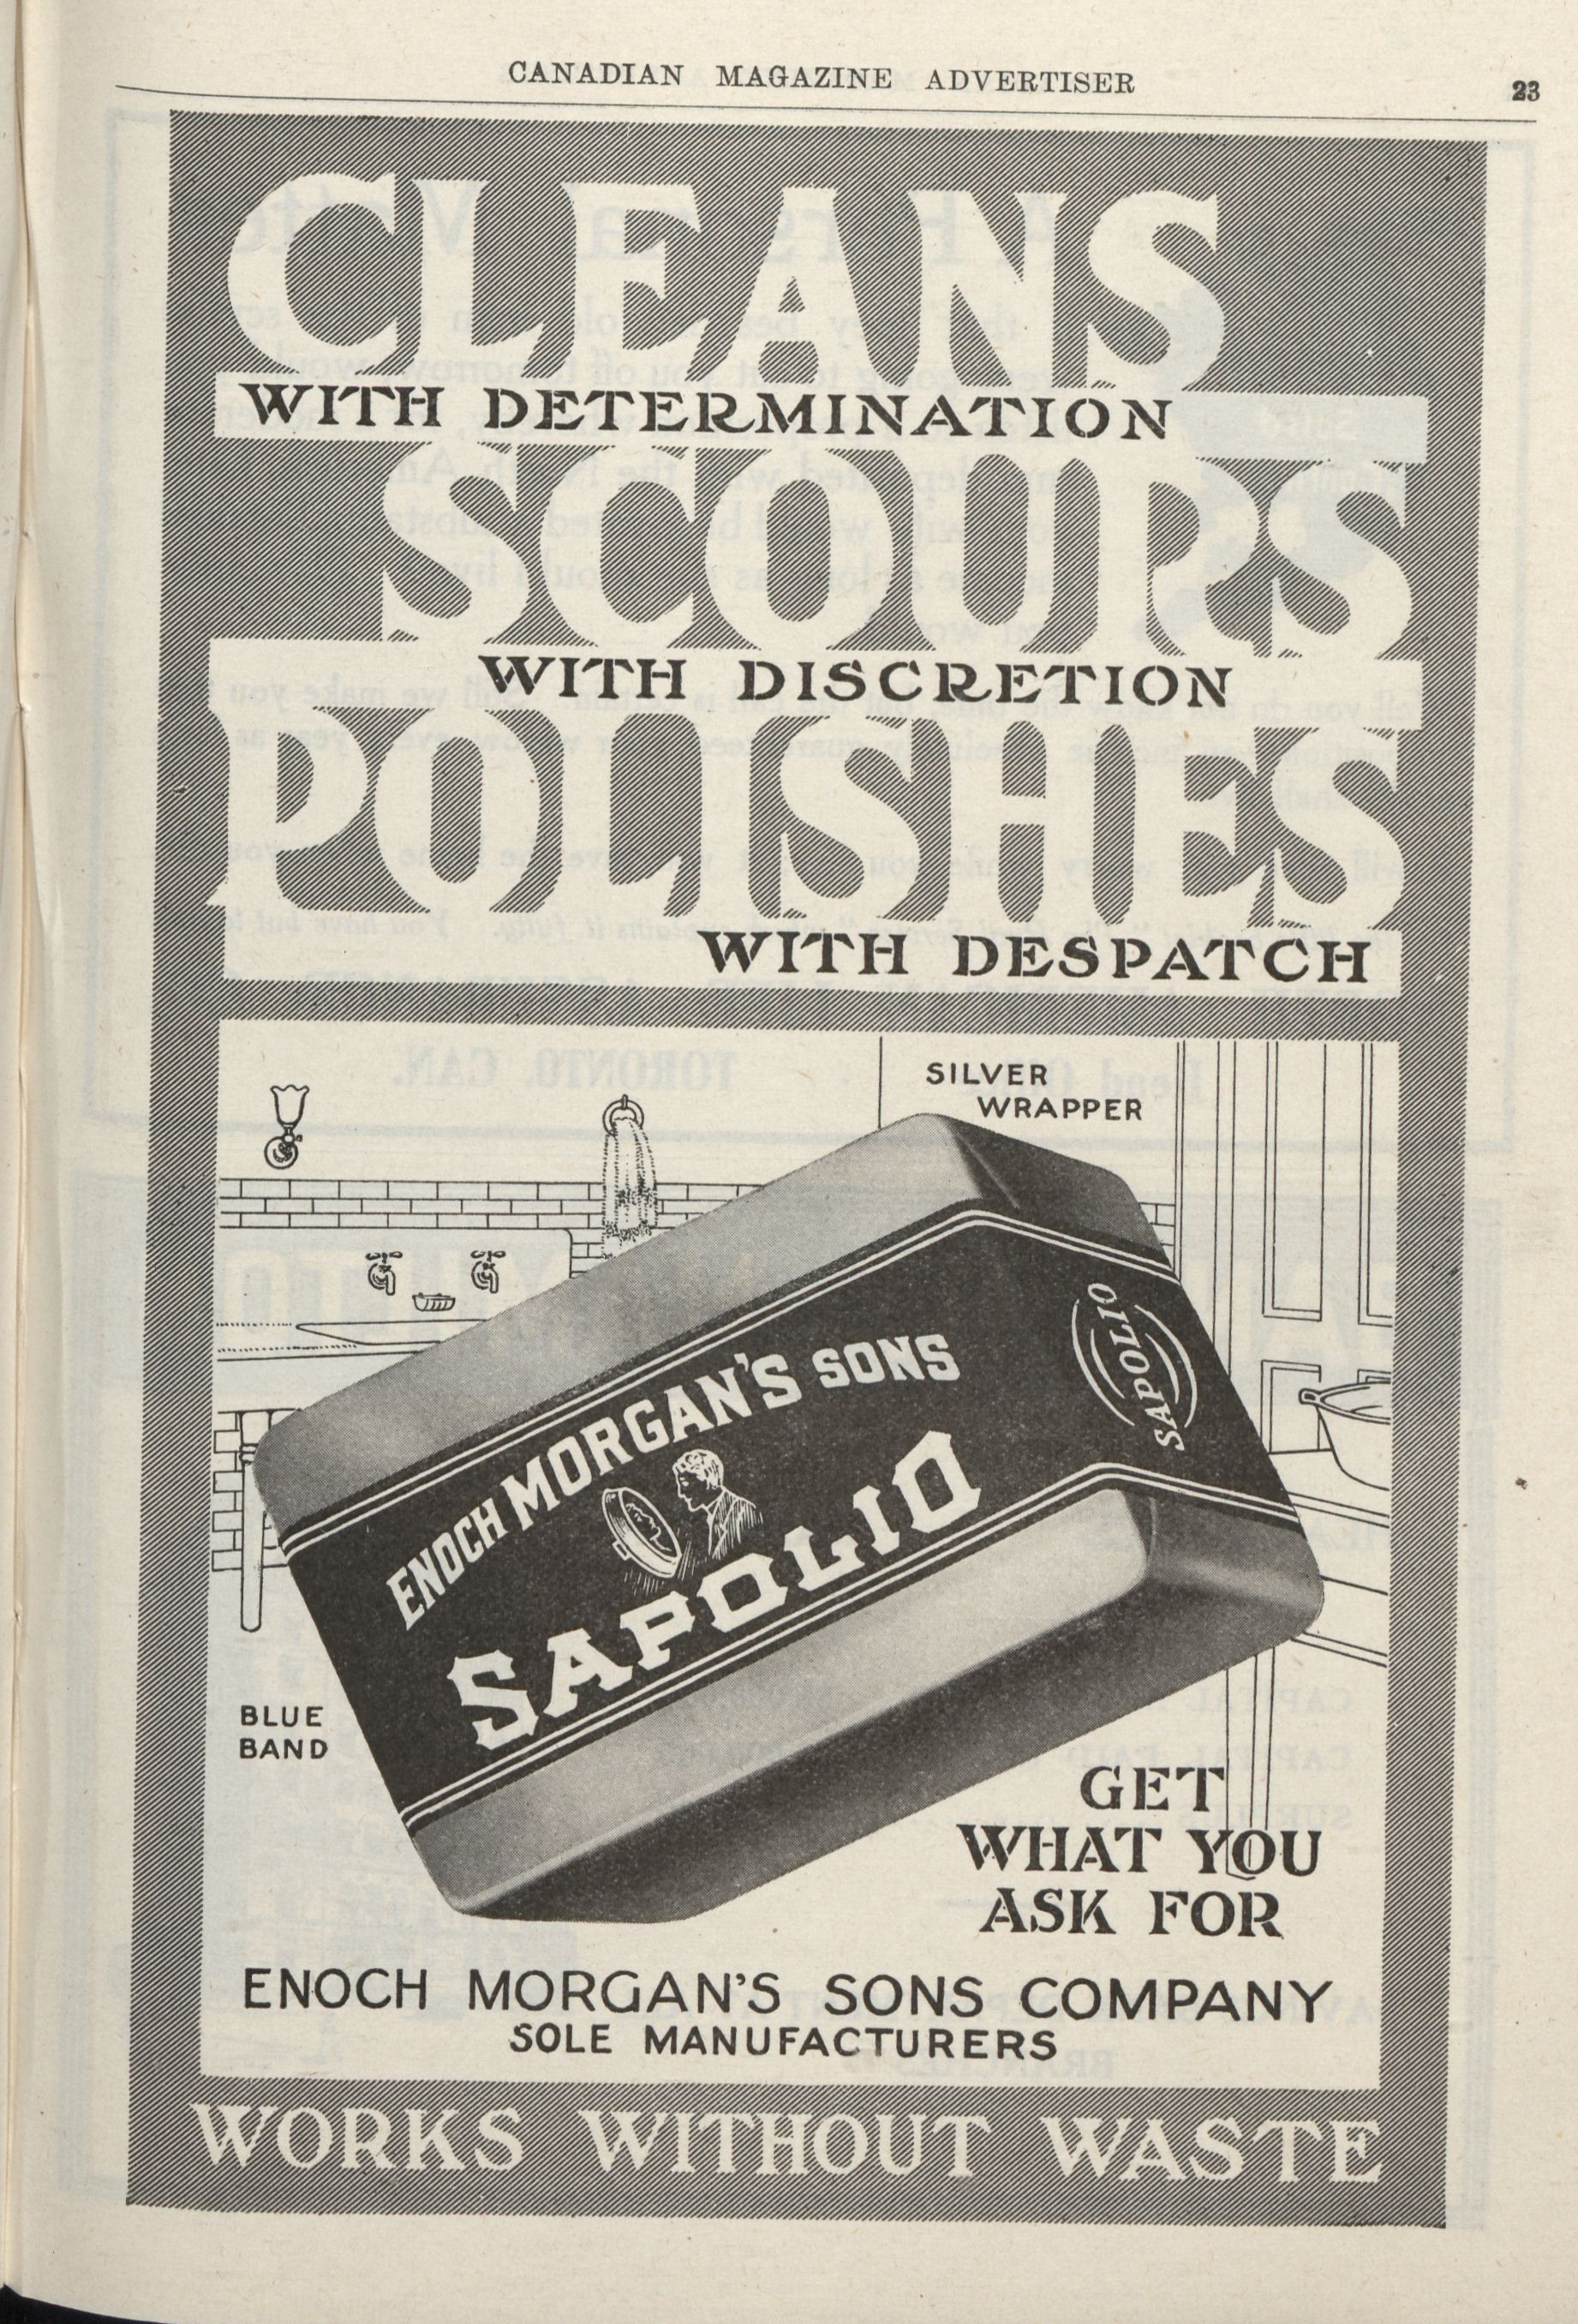 CANADIAN MAGAZINE ADVERTISER
23
CLEANS
WITH DETERMINATION
SCOURS
WITH DISCRETION
POLISHES
WITH DESPATCH
SILVER
WRAPPER
ENOCH MORGAN'S SONS
SAPOLIO
SAPOLIO
BLUE
BAND
GET
WHAT YOU
ASK FOR
ENOCH MORGAN'S SONS COMPANY
SOLE MANUFACTURERS
WORKS WITHOUT WASTE